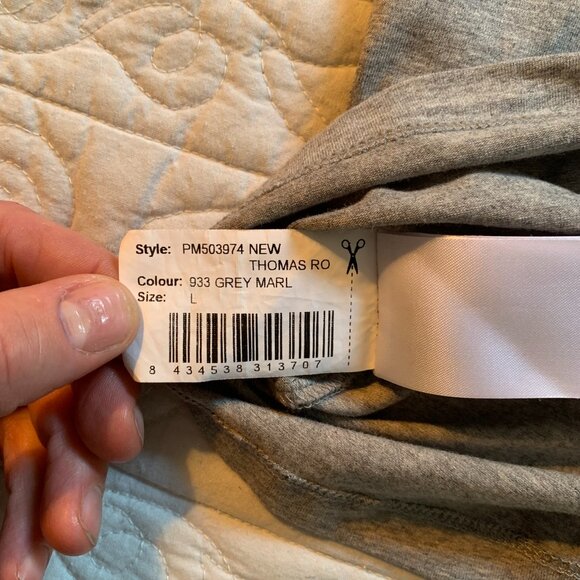 Style: PM503974 NEW
THOMAS RO
Colour: 933 GREY MARL
Size: L
8 434538 313707